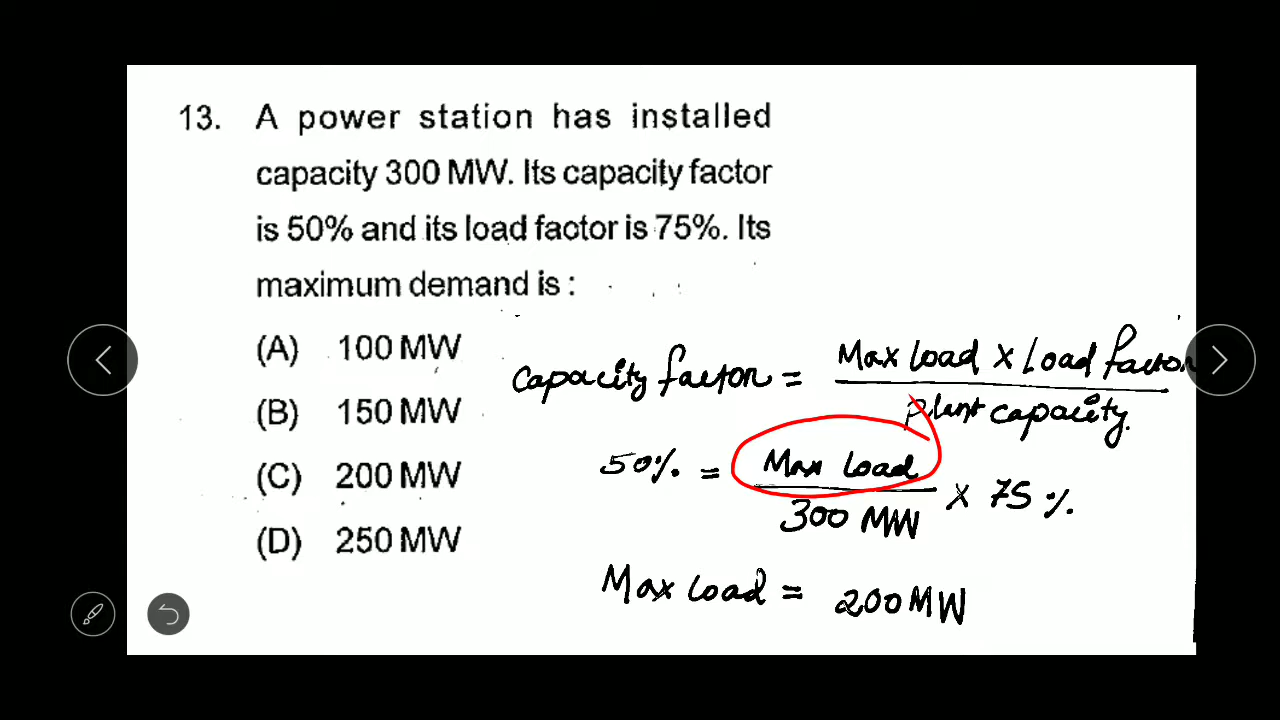 13. A power station has installed
capacity 300 MW. Its capacity factor
is 50% and its load factor is 75%. Its
maximum demand is :
(A) 100 MW
(B) 150 MW
(C) 200 MW
(D) 250 MW
Capacity factor = Max Load x Load factor
Plant capacity.
50% = Max Load
300 MW x 75%
Max Load = 200 MW